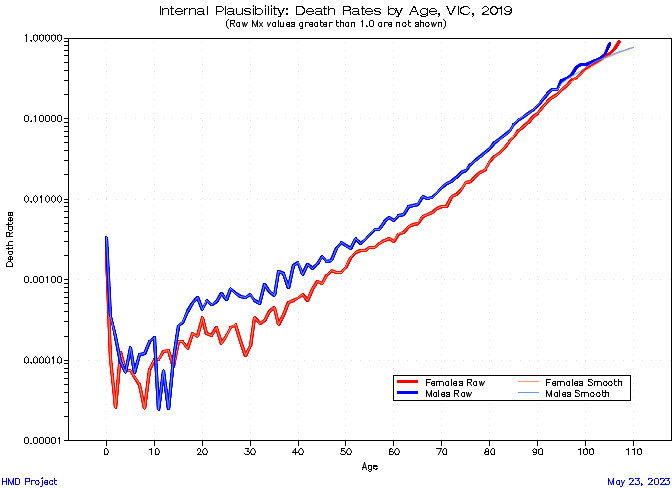 Internal Plausibility: Death Rates by Age, VIC, 2019
(Raw Mx values greater than 1.0 are not shown)
1.00000
0.10000
0.01000
0.00100
0.00010
0.00001
Death Rates
0 10 20 30 40 50 60 70 80 90 100 110
Age
Females Raw Females Smooth
Males Raw Males Smooth
HMD Project May 23, 2023